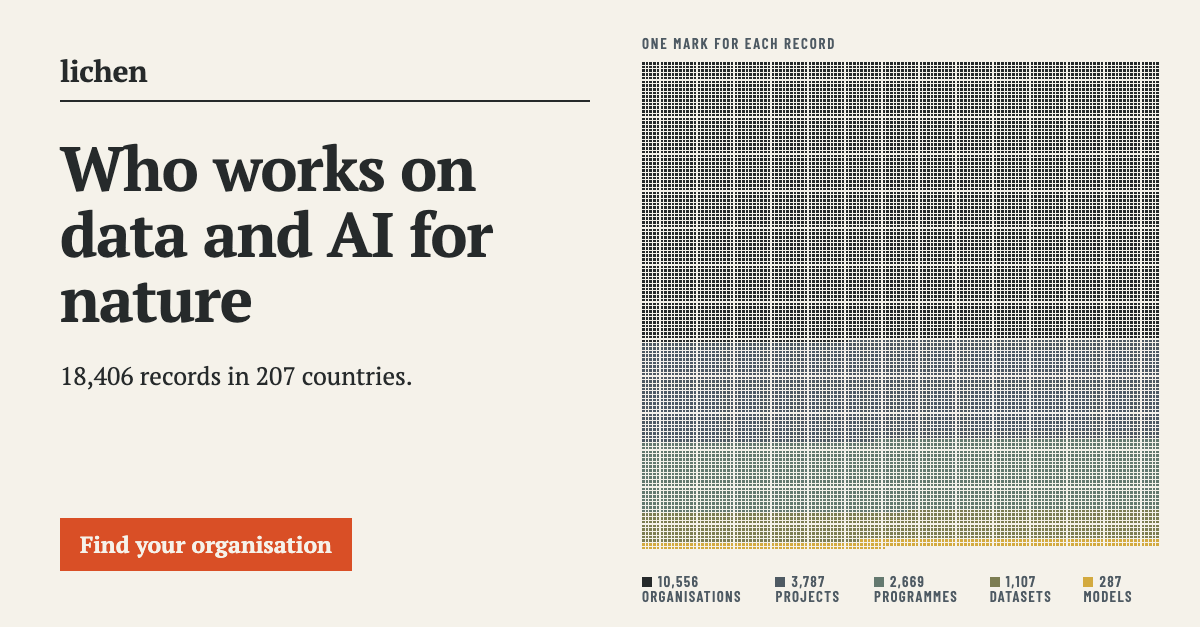 lichen
Who works on
data and AI for
nature
18,406 records in 207 countries.
Find your organisation
ONE MARK FOR EACH RECORD
10,556
ORGANISATIONS
3,787
PROJECTS
2,669
PROGRAMMES
1,107
DATASETS
287
MODELS